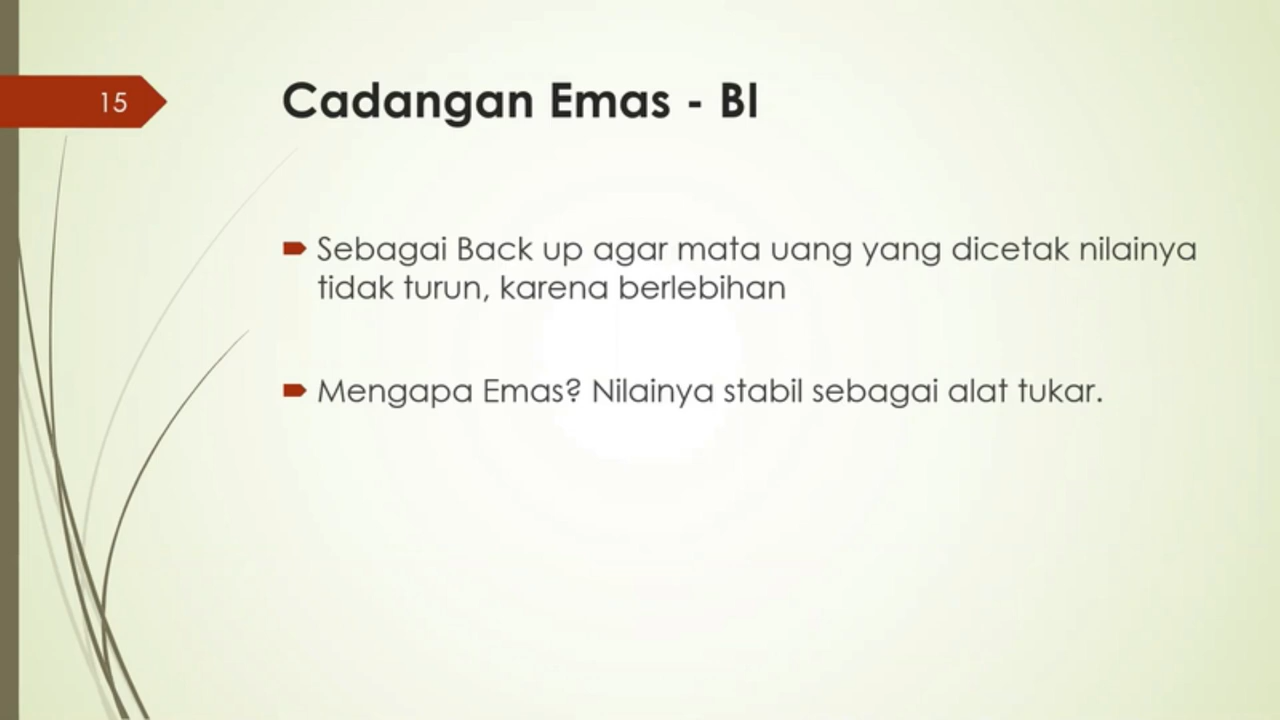 15
Cadangan Emas - BI
Sebagai Back up agar mata uang yang dicetak nilainya
tidak turun, karena berlebihan
Mengapa Emas? Nilainya stabil sebagai alat tukar.